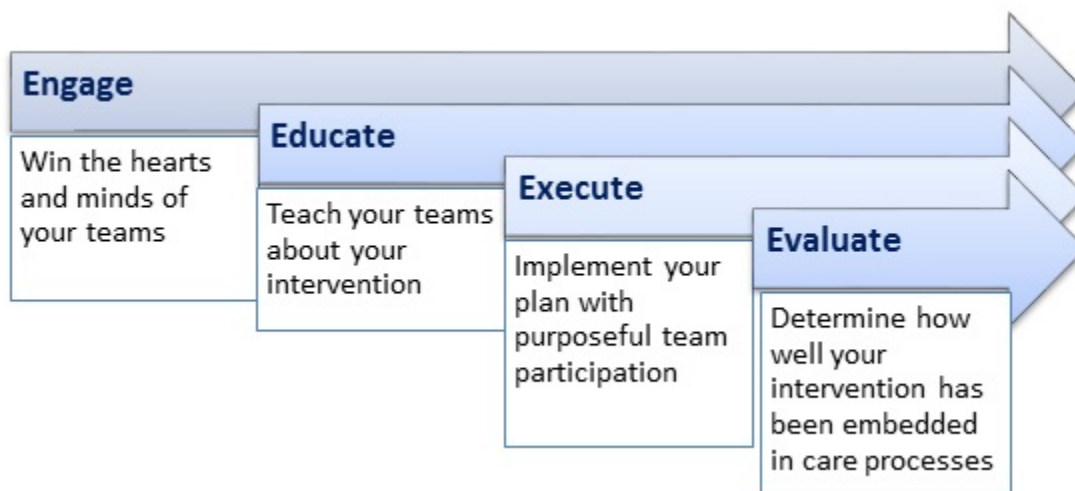 Engage
Win the hearts
and minds of
your teams
Educate
Teach your teams
about your
intervention
Execute
Implement your
plan with
purposeful team
participation
Evaluate
Determine how
well your
intervention has
been embedded
in care processes